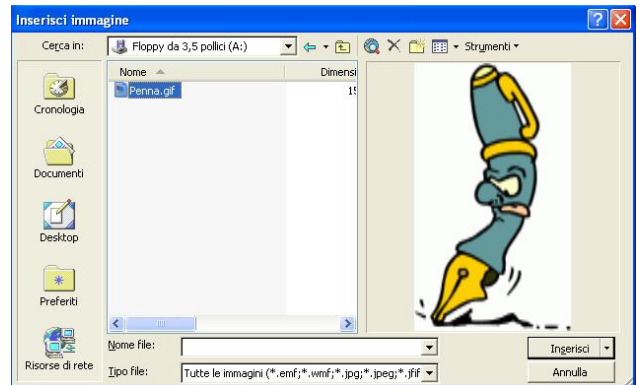 Inserisci immagine
Cerca in: Floppy da 3,5 pollici (A:) Strumenti
Nome Dimensi
Penna.gif 15
Cronologia
Documenti
Desktop
Preferiti
Risorse di rete
Nome file:
Inserisci
Tipo file: Tutte le immagini (*.emf;*.wmf;*.jpg;*.jpeg;*.jfif
Annulla